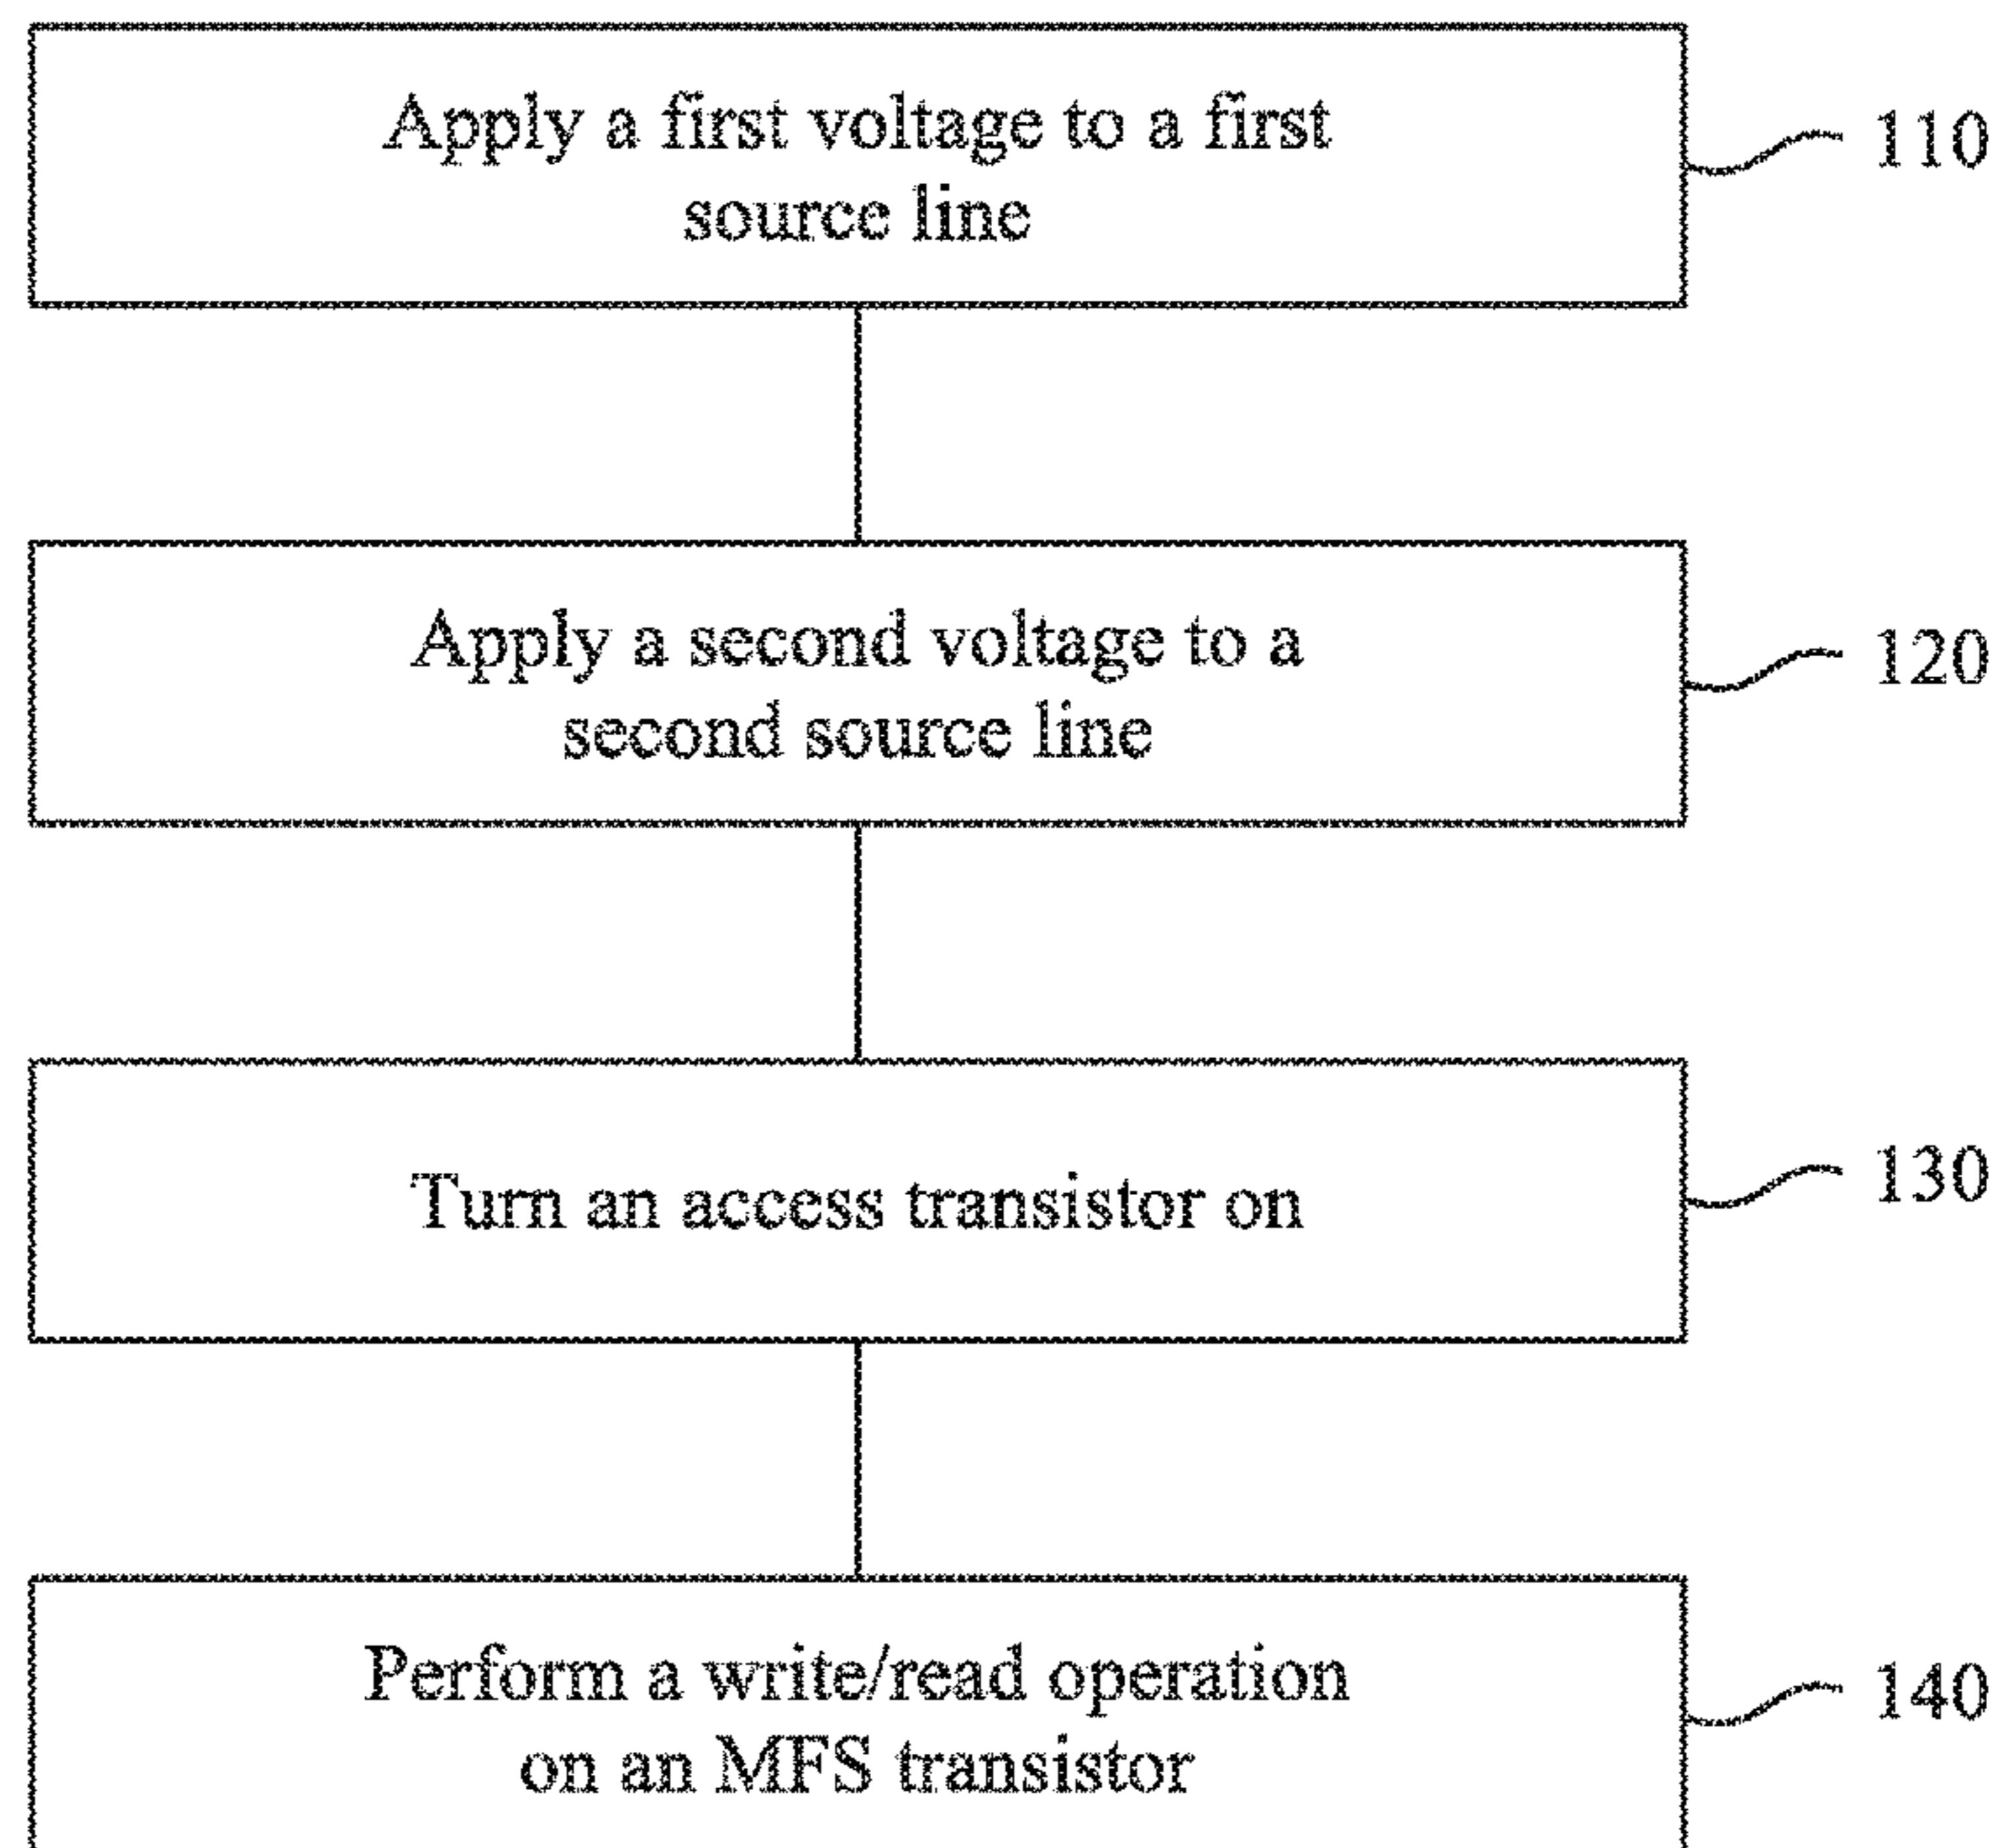 Apply a first voltage to a first
source line
110
Apply a second voltage to a
second source line
120
Turn an access transistor on
130
Perform a write/read operation
on an MFS transistor
140